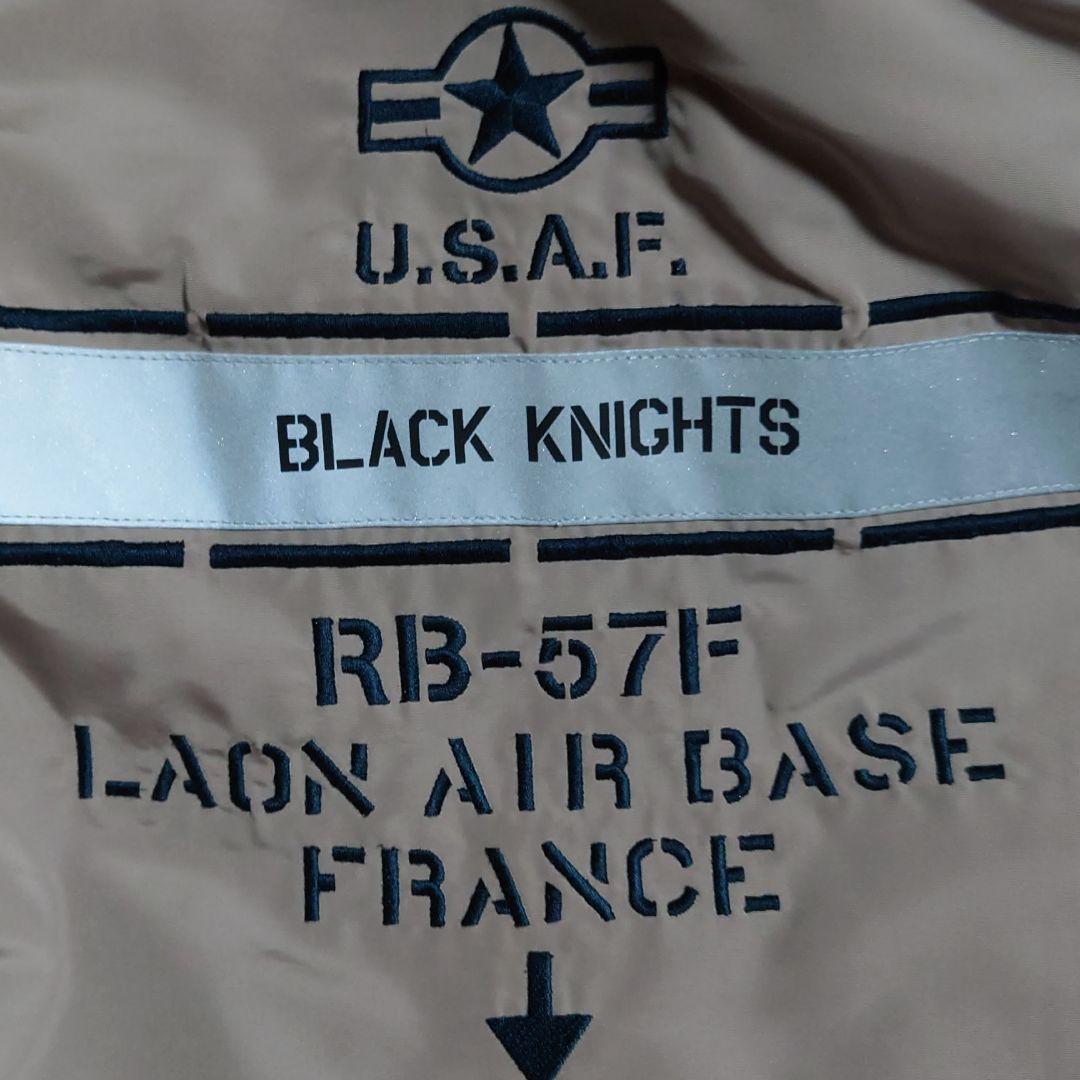 U.S.A.F.
BLACK KNIGHTS
RB-57F
LAON AIR BASE
FRANCE